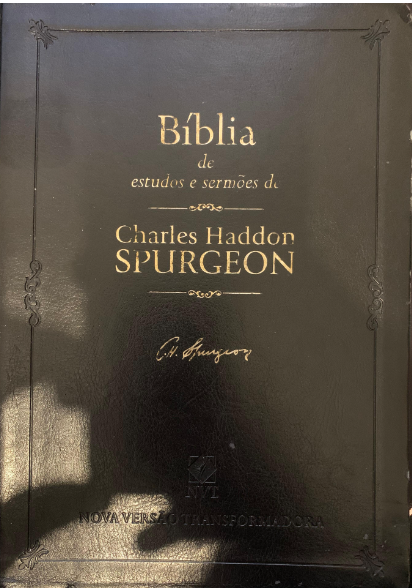 Bíblia
de
estudos e sermões de
Charles Haddon
SPURGEON
C.H. Spurgeon
NVT
NOVA VERSÃO TRANSFORMADORA